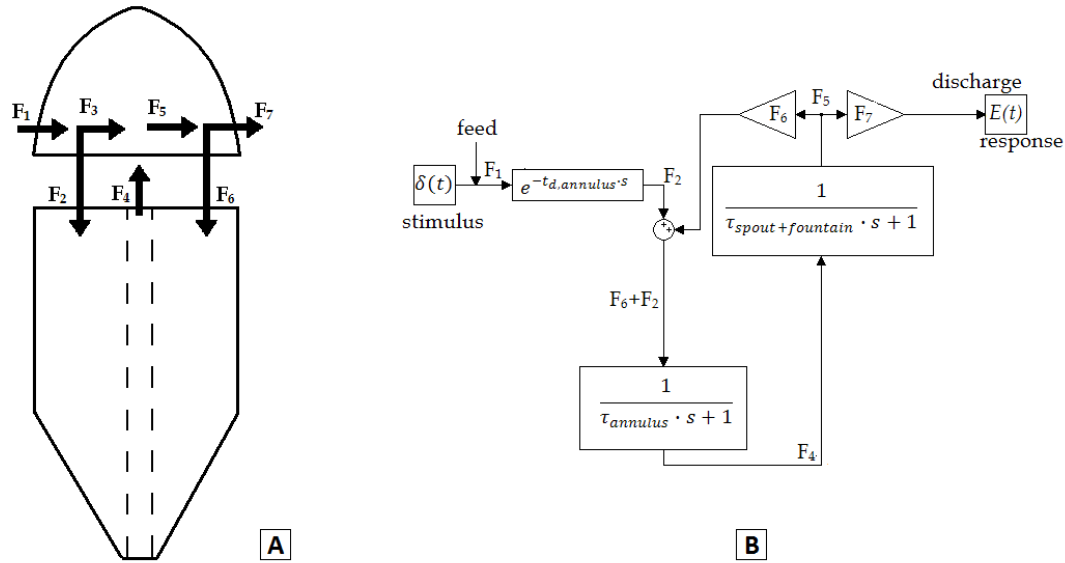 F₁
F₃
F₅
F₇
F₂
F₄
F₆
A
feed
δ(t)
stimulus
F₁
e^{-t_{d,annulus}·s}
F₂
F₆
F₅
F₇
discharge
E(t)
response
1
τ_{spout+fountain} · s + 1
+
+
F₆+F₂
1
τ_{annulus} · s + 1
F₄
B